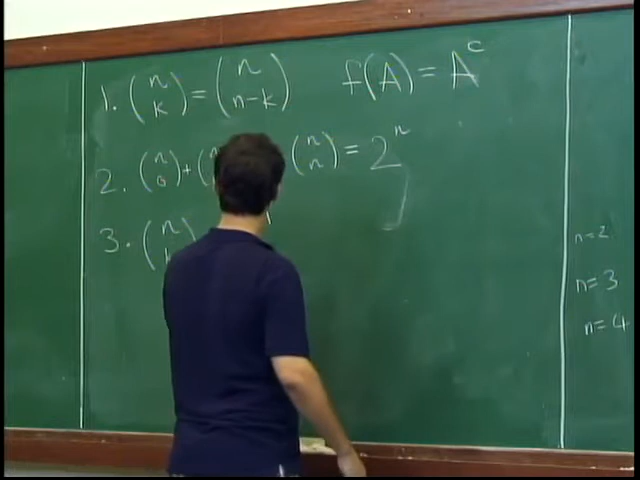 1. (n k) = (n n-k) f(A) = A^c
2. (n 0) + (n (n n) = 2^n
3. (n
n=2
n=3
n=4